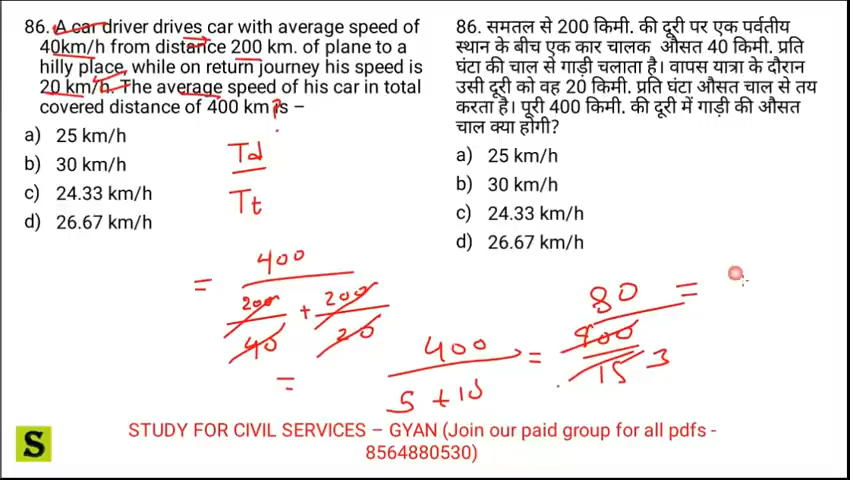 86. A car driver drives car with average speed of
40km/h from distance 200 km. of plane to a
hilly place, while on return journey his speed is
20 km/h. The average speed of his car in total
covered distance of 400 km is –
?
a) 25 km/h
b) 30 km/h
c) 24.33 km/h
d) 26.67 km/h
Td
Tt
86. समतल से 200 किमी. की दूरी पर एक पर्वतीय
स्थान के बीच एक कार चालक औसत 40 किमी. प्रति
घंटा की चाल से गाड़ी चलाता है। वापस यात्रा के दौरान
उसी दूरी को वह 20 किमी. प्रति घंटा औसत चाल से तय
करता है। पूरी 400 किमी. की दूरी में गाड़ी की औसत
चाल क्या होगी?
a) 25 km/h
b) 30 km/h
c) 24.33 km/h
d) 26.67 km/h
= 400
200 + 200
40 20
= 400 = 400 80 =
5 + 10 15 3
S
STUDY FOR CIVIL SERVICES – GYAN (Join our paid group for all pdfs -
8564880530)